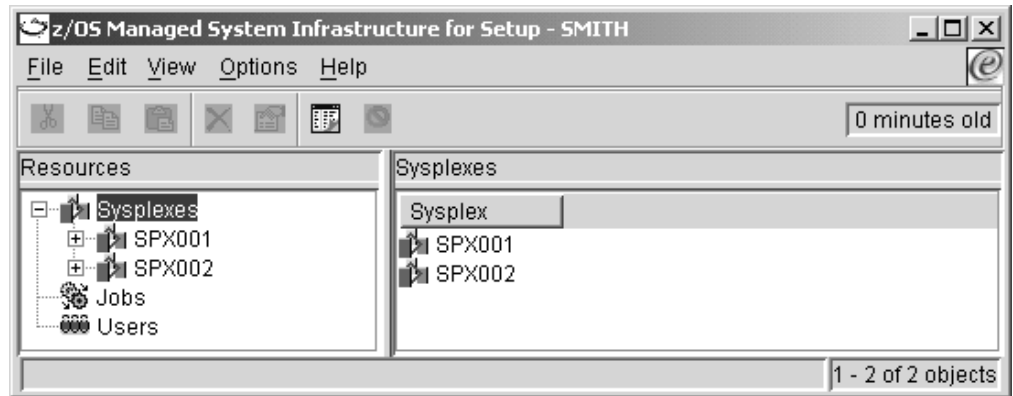 z/OS Managed System Infrastructure for Setup - SMITH
File Edit View Options Help
0 minutes old
Resources
Sysplexes
SPX001
SPX002
Jobs
Users
Sysplexes
Sysplex
SPX001
SPX002
1 - 2 of 2 objects